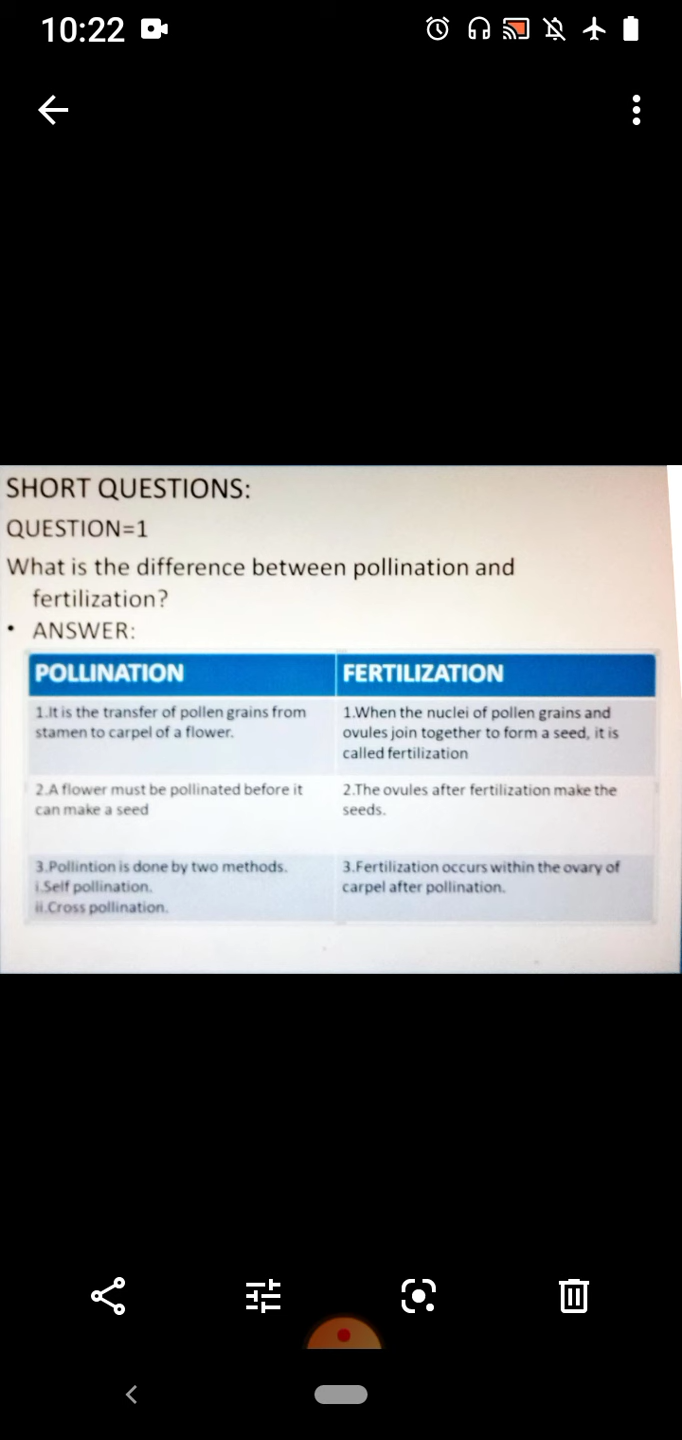 10:22
SHORT QUESTIONS:
QUESTION=1
What is the difference between pollination and
fertilization?
• ANSWER:
POLLINATION
FERTILIZATION
1.It is the transfer of pollen grains from
stamen to carpel of a flower.
1.When the nuclei of pollen grains and
ovules join together to form a seed, it is
called fertilization
2.A flower must be pollinated before it
can make a seed
2.The ovules after fertilization make the
seeds.
3.Pollintion is done by two methods.
i.Self pollination.
ii.Cross pollination.
3.Fertilization occurs within the ovary of
carpel after pollination.